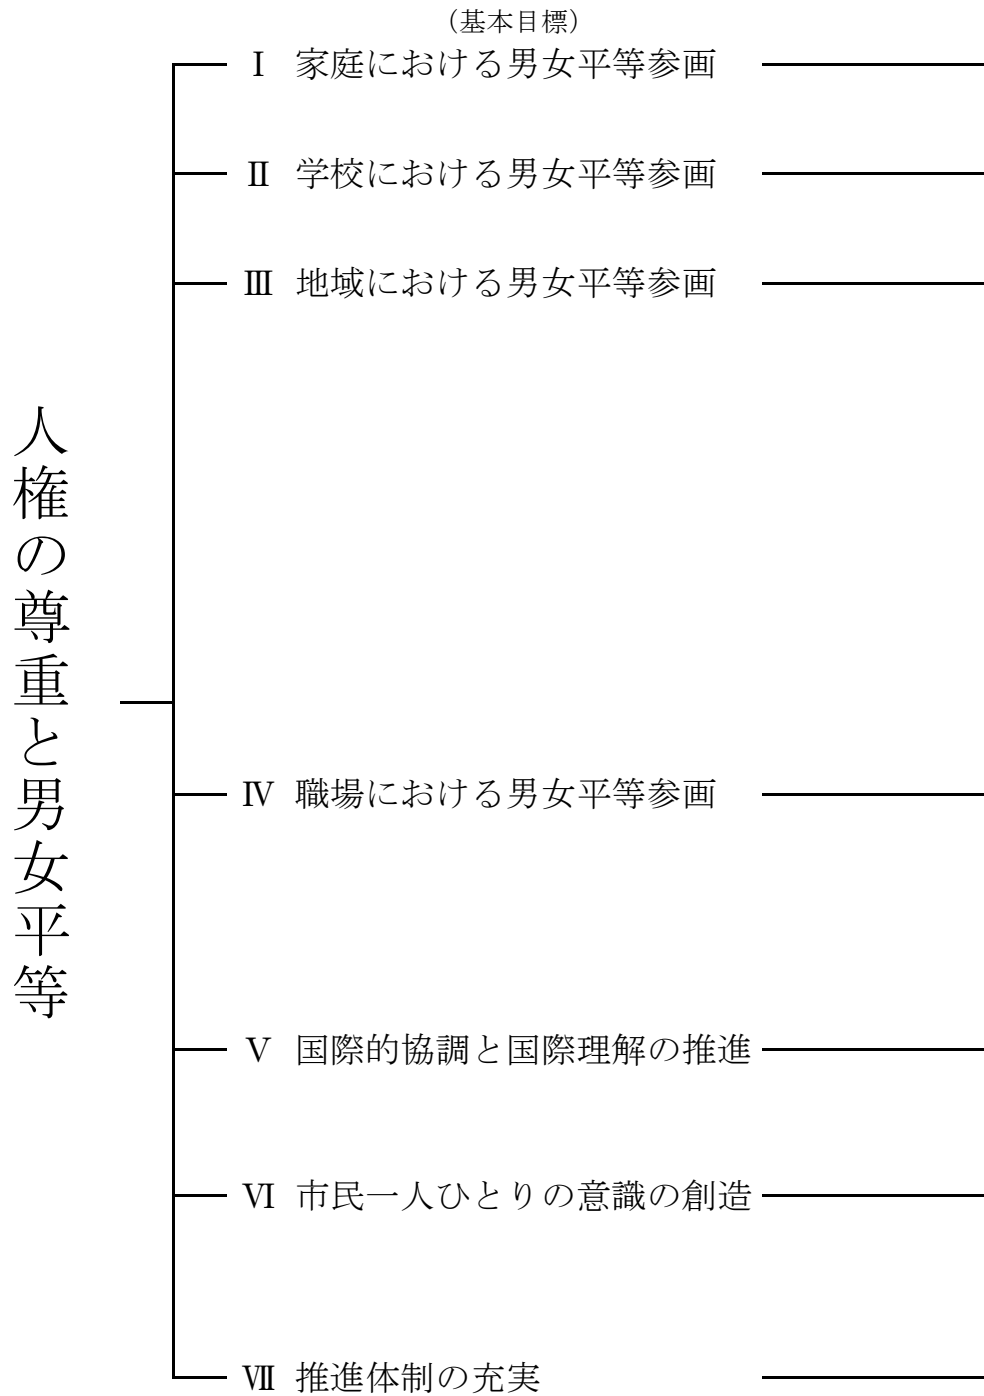 （基本目標）
Ⅰ 家庭における男女平等参画
Ⅱ 学校における男女平等参画
Ⅲ 地域における男女平等参画
人権の尊重と男女平等
Ⅳ 職場における男女平等参画
Ⅴ 国際的協調と国際理解の推進
Ⅵ 市民一人ひとりの意識の創造
Ⅶ 推進体制の充実